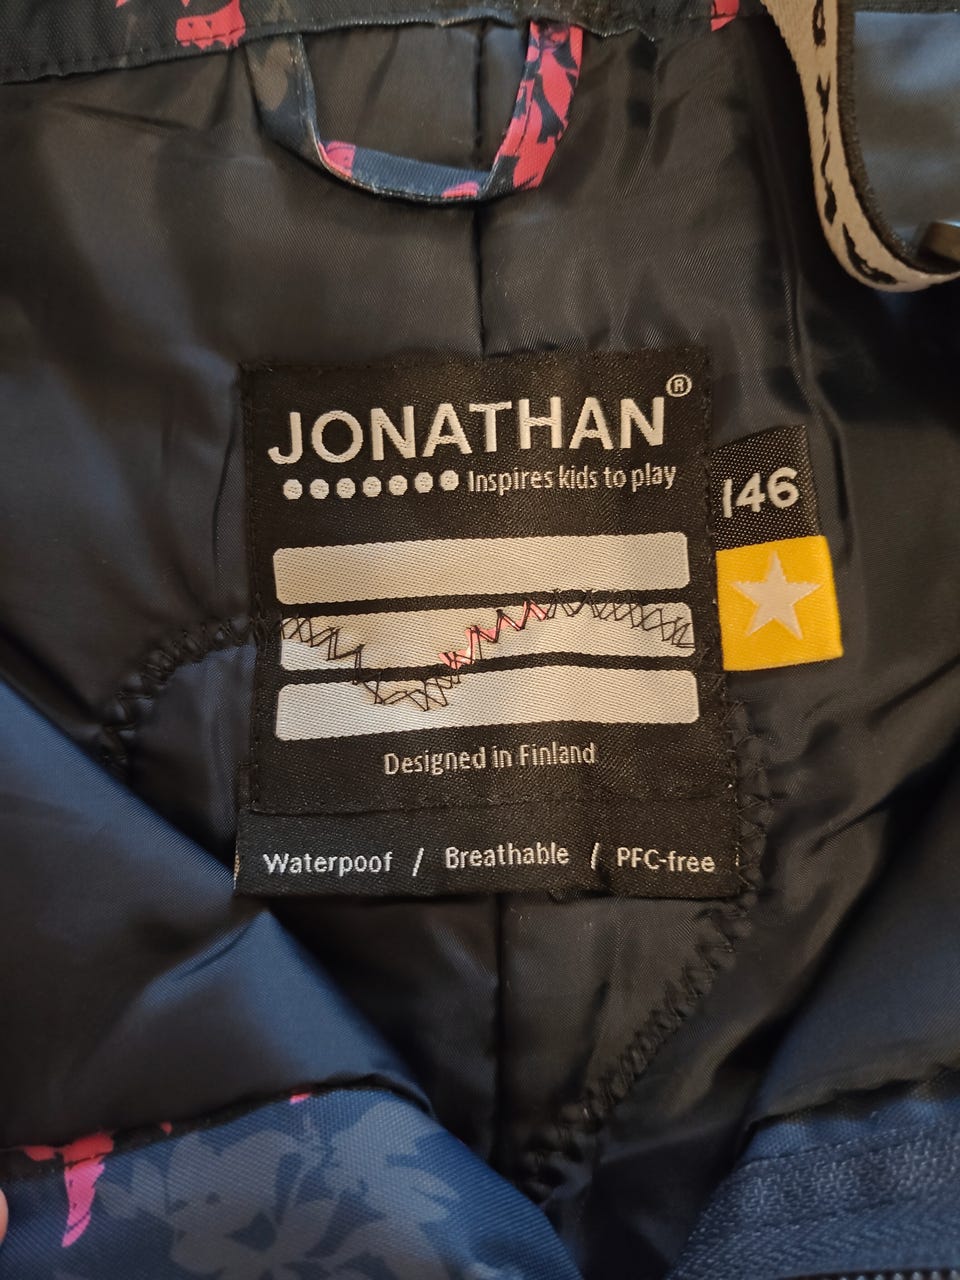 JONATHAN®
Inspires kids to play
146
Designed in Finland
Waterpoof / Breathable / PFC-free